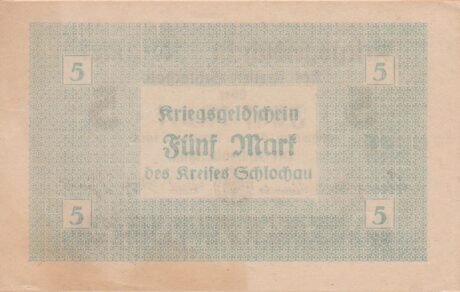 5 5
Kriegsgeldschein
Fünf Mark
des Kreises Schlochau
5 5